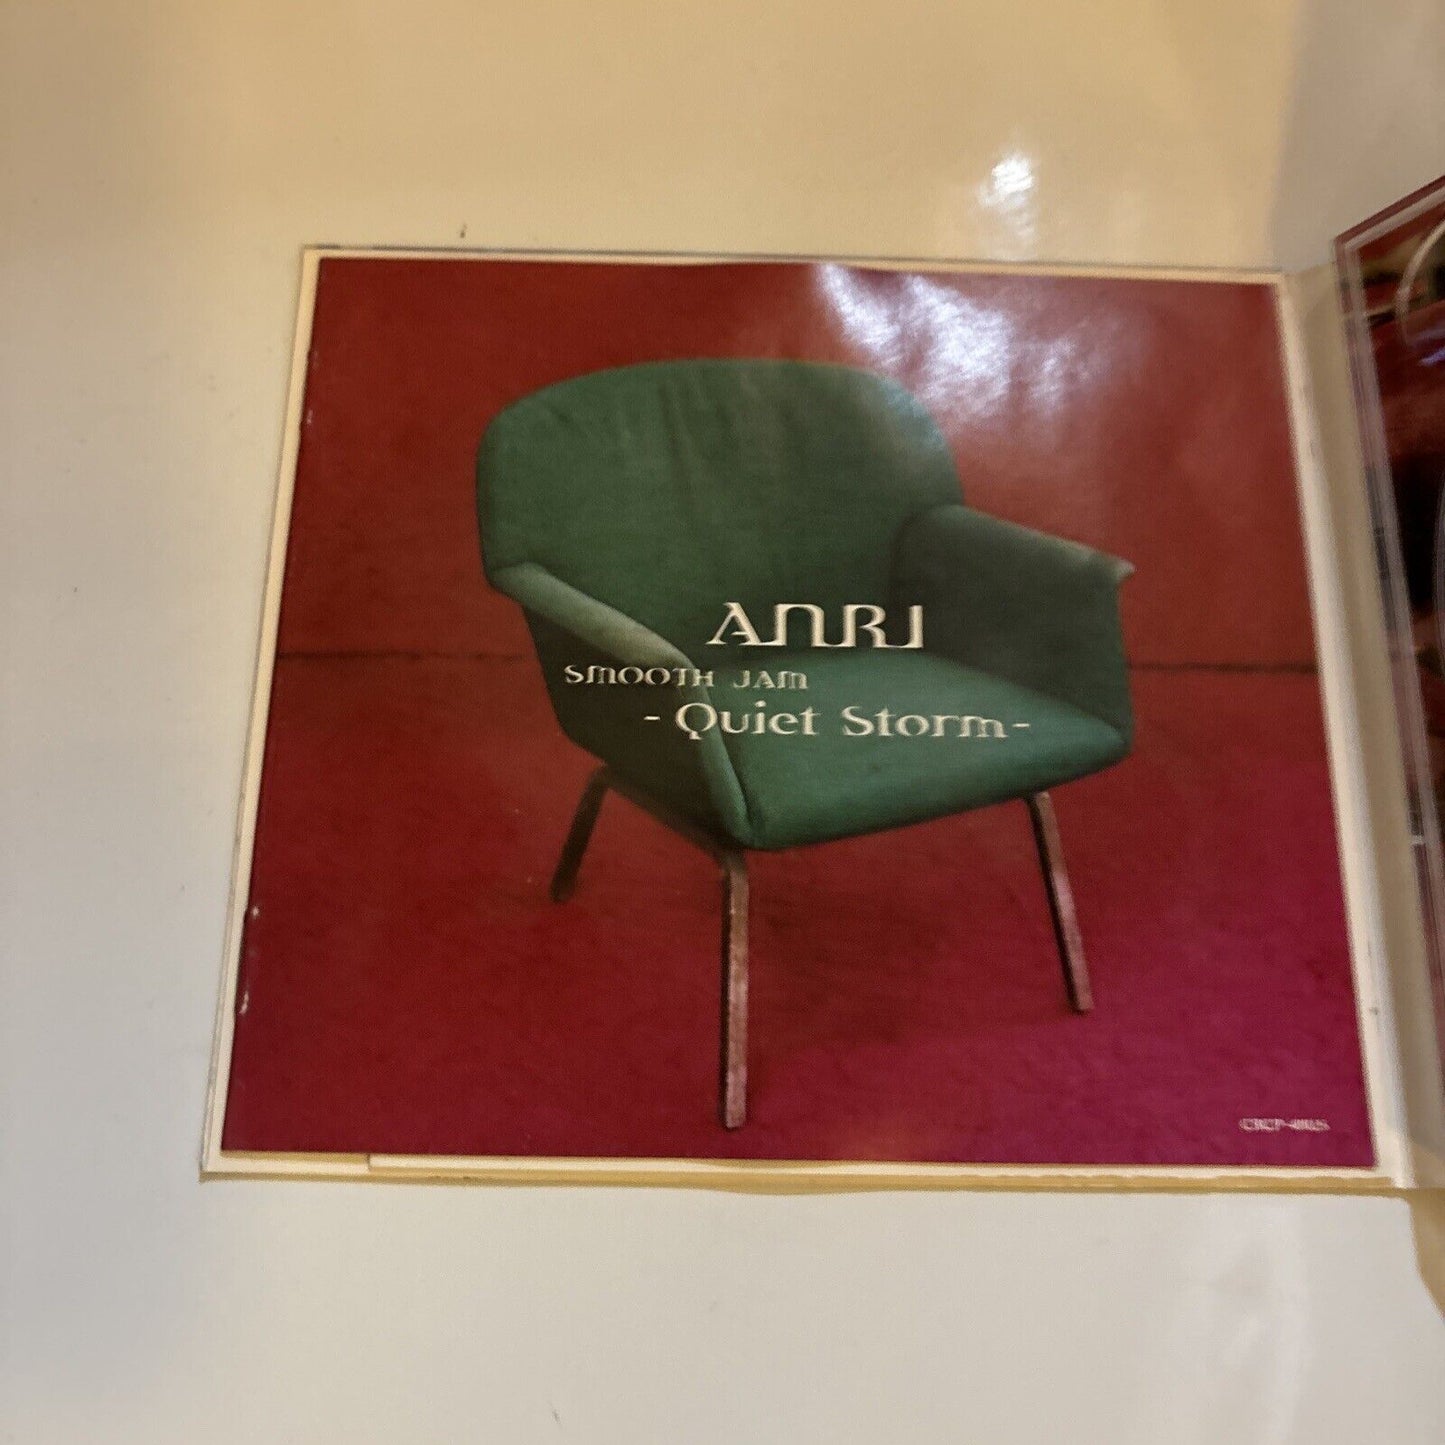 ANRI
SMOOTH JAM
- Quiet Storm -